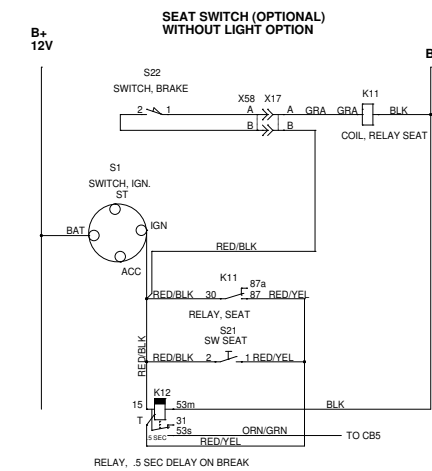 SEAT SWITCH (OPTIONAL)
WITHOUT LIGHT OPTION
B+
12V
B
S22
SWITCH, BRAKE
2 1
X58 X17
A A GRA GRA K11 BLK
B B
COIL, RELAY SEAT
S1
SWITCH, IGN.
ST
BAT
IGN
ACC
RED/BLK
K11
87a
RED/BLK 30 87 RED/YEL
RELAY, SEAT
S21
SW SEAT
RED/BLK
RED/BLK 2 1 RED/YEL
K12
15 53m BLK
T 31
53s ORN/GRN TO CB5
.5 SEC
RED/YEL
RELAY, .5 SEC DELAY ON BREAK